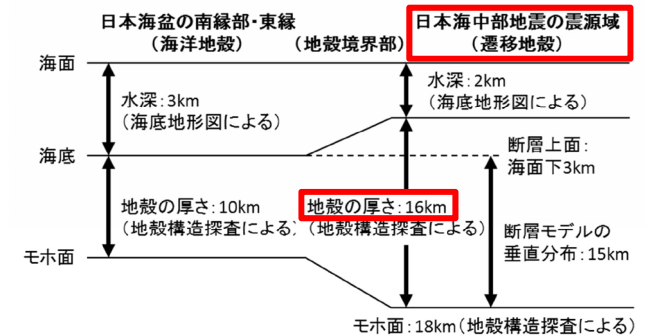 日本海盆の南縁部・東縁
（海洋地殻）
（地殻境界部）
日本海中部地震の震源域
（遷移地殻）
海面
水深：3km
（海底地形図による）
水深：2km
（海底地形図による）
海底
断層上面：
海面下3km
地殻の厚さ：10km
（地殻構造探査による）
地殻の厚さ：16km
（地殻構造探査による）
断層モデルの
垂直分布：15km
モホ面
モホ面：18km（地殻構造探査による）